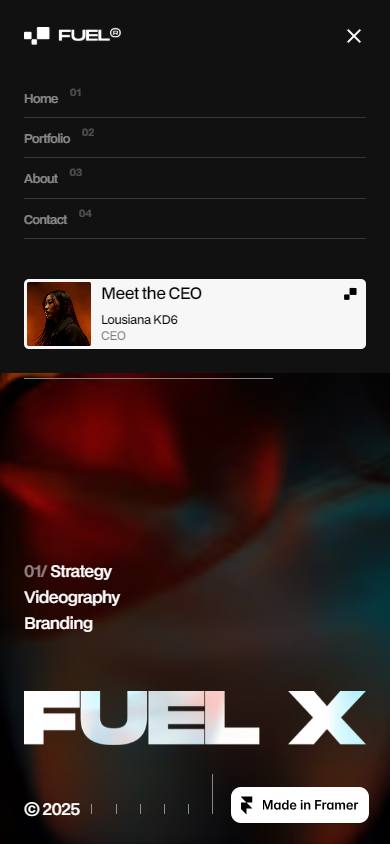 FUEL®
Home 01
Portfolio 02
About 03
Contact 04
Meet the CEO
Lousiana KD6
CEO
01/ Strategy
Videography
Branding
FUEL X
© 2025
Made in Framer